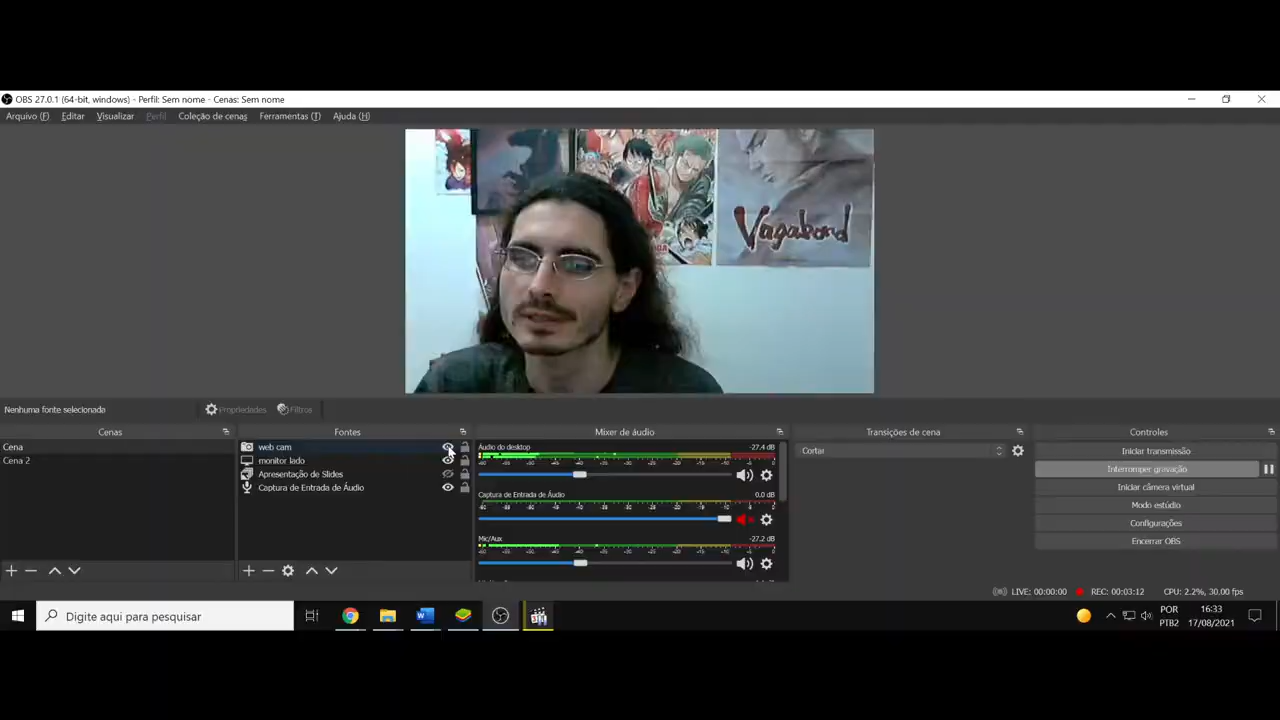 OBS 27.0.1 (64-bit, windows) - Perfil: Sem nome - Cenas: Sem nome
Arquivo (F) Editar Visualizar Perfil Coleção de cenas Ferramentas (T) Ajuda (H)
Vagabond
Nenhuma fonte selecionada Propriedades Filtros
Cenas Fontes Mixer de áudio Transições de cena Controles
Cena
Cena 2
web cam
monitor lado
Apresentação de Slides
Captura de Entrada de Áudio
Áudio do desktop -27.4 dB
Captura de Entrada de Áudio 0.0 dB
Mic/Aux -27.2 dB
Cortar
Iniciar transmissão
Interromper gravação
Iniciar câmera virtual
Modo estúdio
Configurações
Encerrar OBS
LIVE: 00:00:00 REC: 00:03:12 CPU: 2.2%, 30.00 fps
Digite aqui para pesquisar
POR
PTB2
16:33
17/08/2021